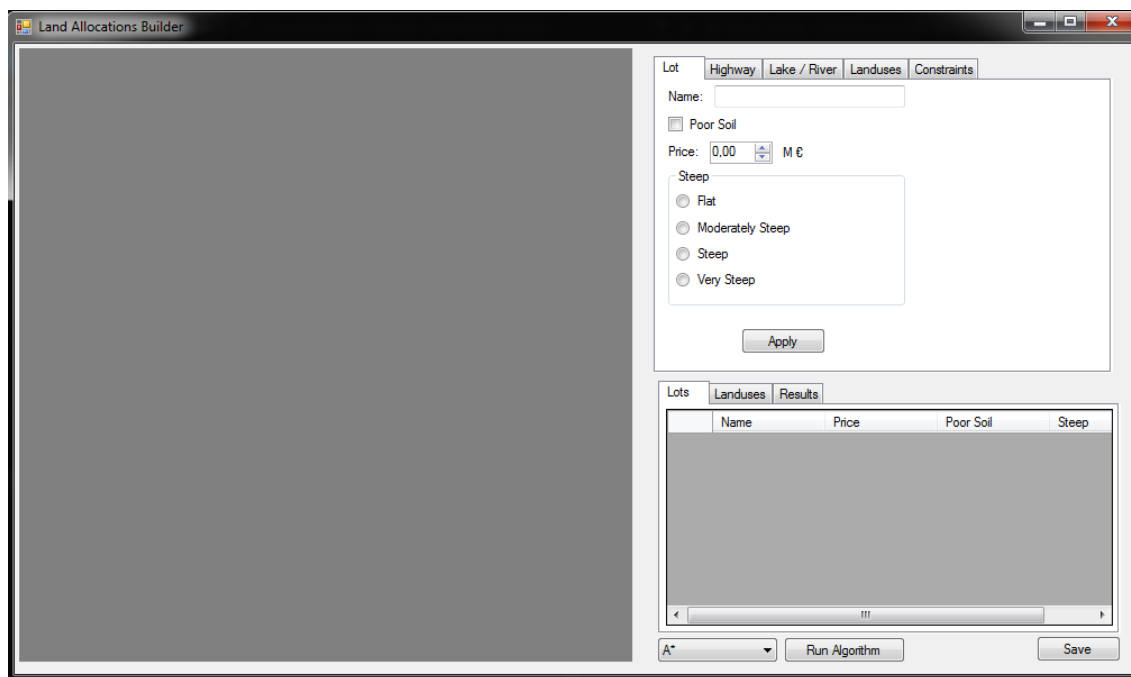 Land Allocations Builder
Lot Highway Lake / River Landuses Constraints
Name:
Poor Soil
Price: 0,00 M €
Steep
Flat
Moderately Steep
Steep
Very Steep
Apply
Lots Landuses Results
Name Price Poor Soil Steep
A* Run Algorithm Save